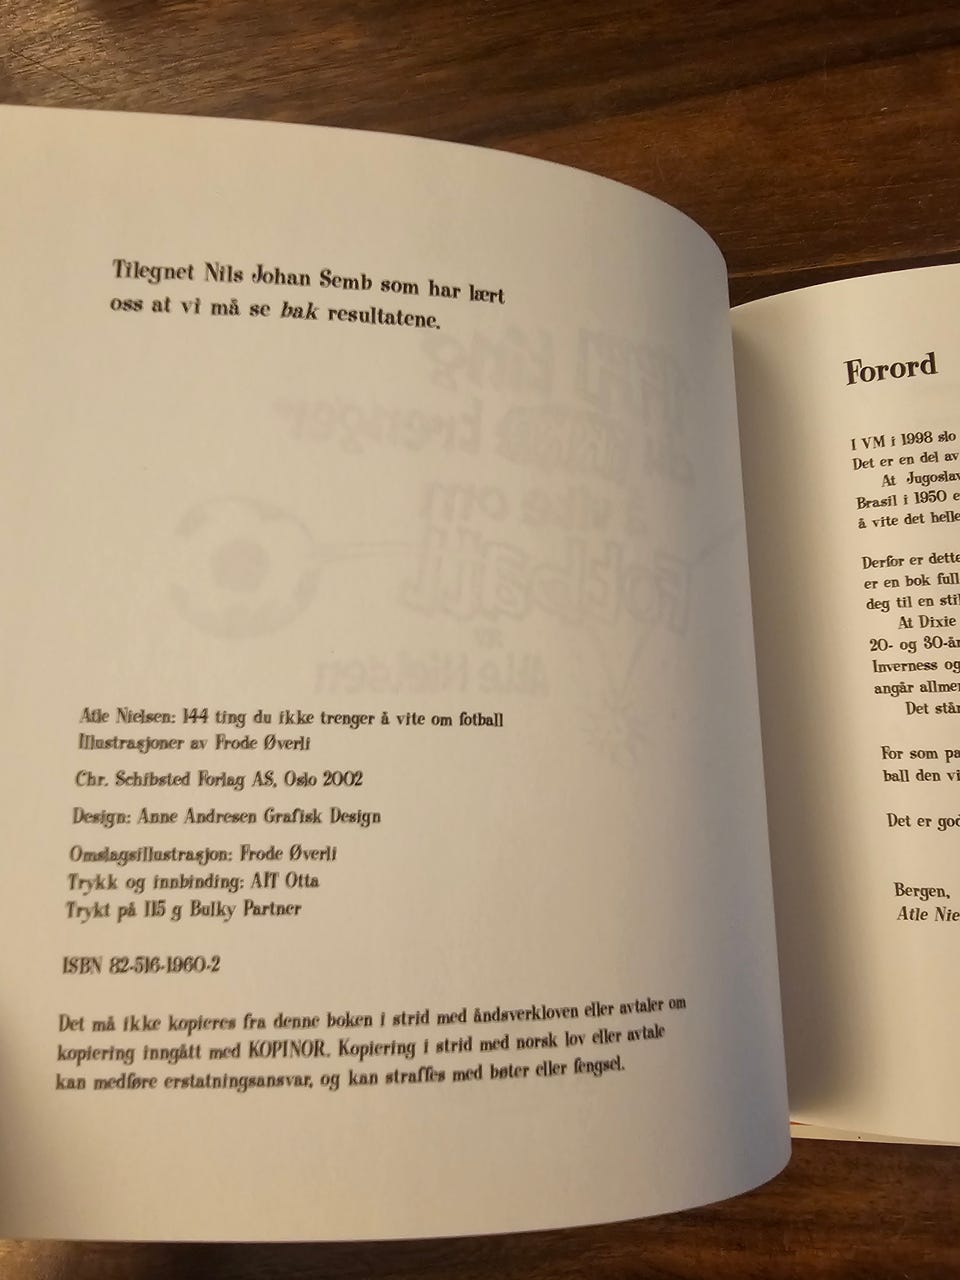 Tilegnet Nils Johan Semb som har lært
oss at vi må se bak resultatene.
Atle Nielsen: 144 ting du ikke trenger å vite om fotball
Illustrasjoner av Frode Øverli
Chr. Schibsted Forlag AS, Oslo 2002
Design: Anne Andresen Grafisk Design
Omslagsillustrasjon: Frode Øverli
Trykk og innbinding: AIT Otta
Trykt på 115 g Bulky Partner
ISBN 82-516-1960-2
Det må ikke kopieres fra denne boken i strid med åndsverkloven eller avtaler om
kopiering inngått med KOPINOR. Kopiering i strid med norsk lov eller avtale
kan medføre erstatningsansvar, og kan straffes med bøter eller fengsel.
Forord
I VM i 1998 slo
Det er en del av
At Jugoslav
Brasil i 1950 e
å vite det helle
Derfor er dette
er en bok full
deg til en stil
At Dixie
20- og 30-år
Inverness og
angår allmen
Det står
For som pa
ball den vi
Det er god
Bergen,
Atle Nie